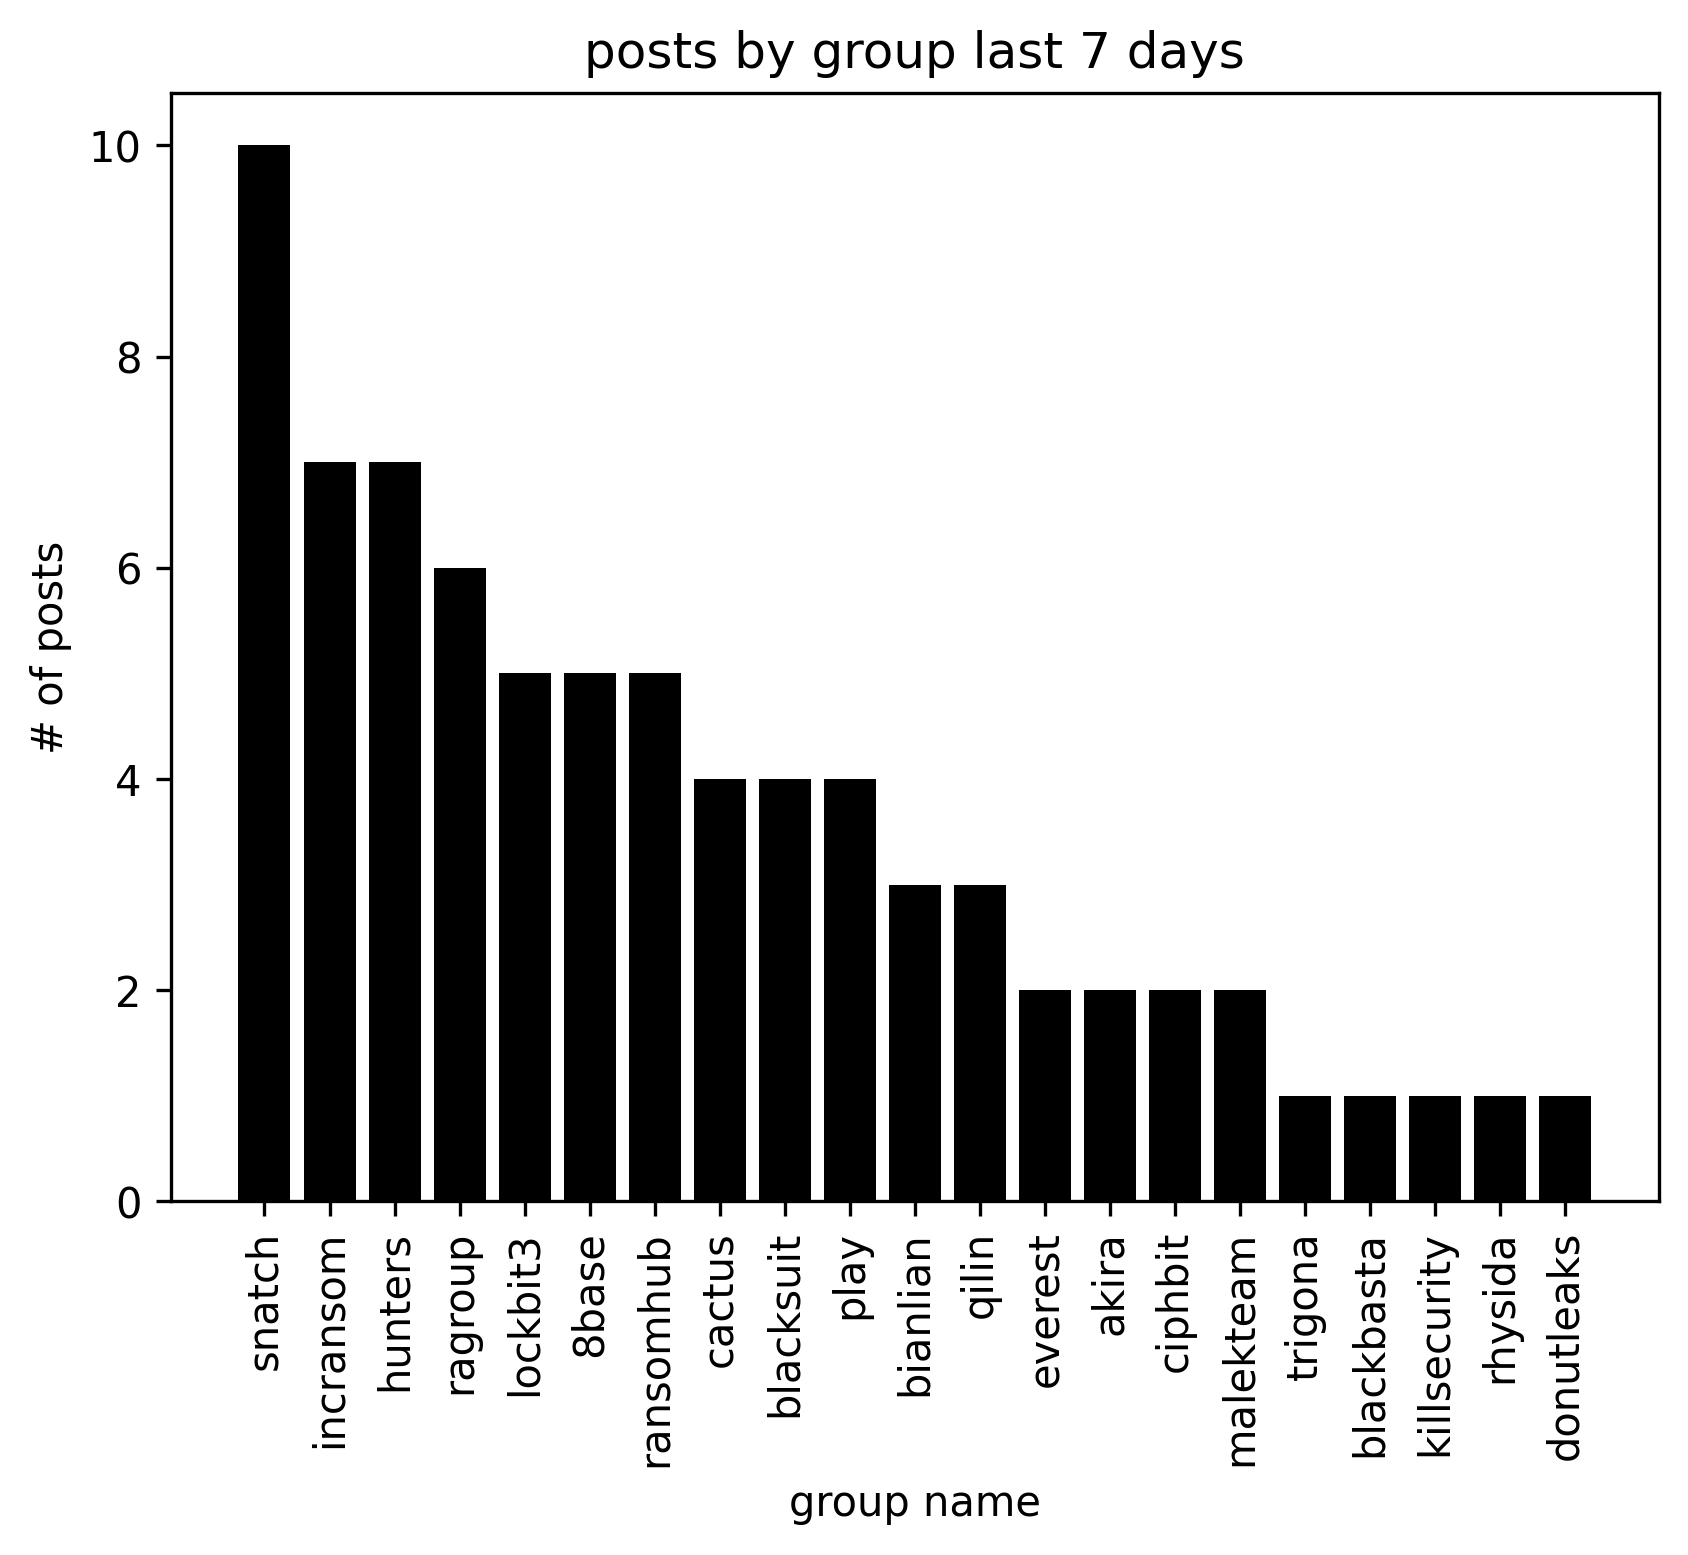 posts by group last 7 days
# of posts
10
8
6
4
2
0
snatch
incransom
hunters
ragroup
lockbit3
8base
ransomhub
cactus
blacksuit
play
bianlian
qilin
everest
akira
ciphbit
malekteam
trigona
blackbasta
killsecurity
rhysida
donutleaks
group name